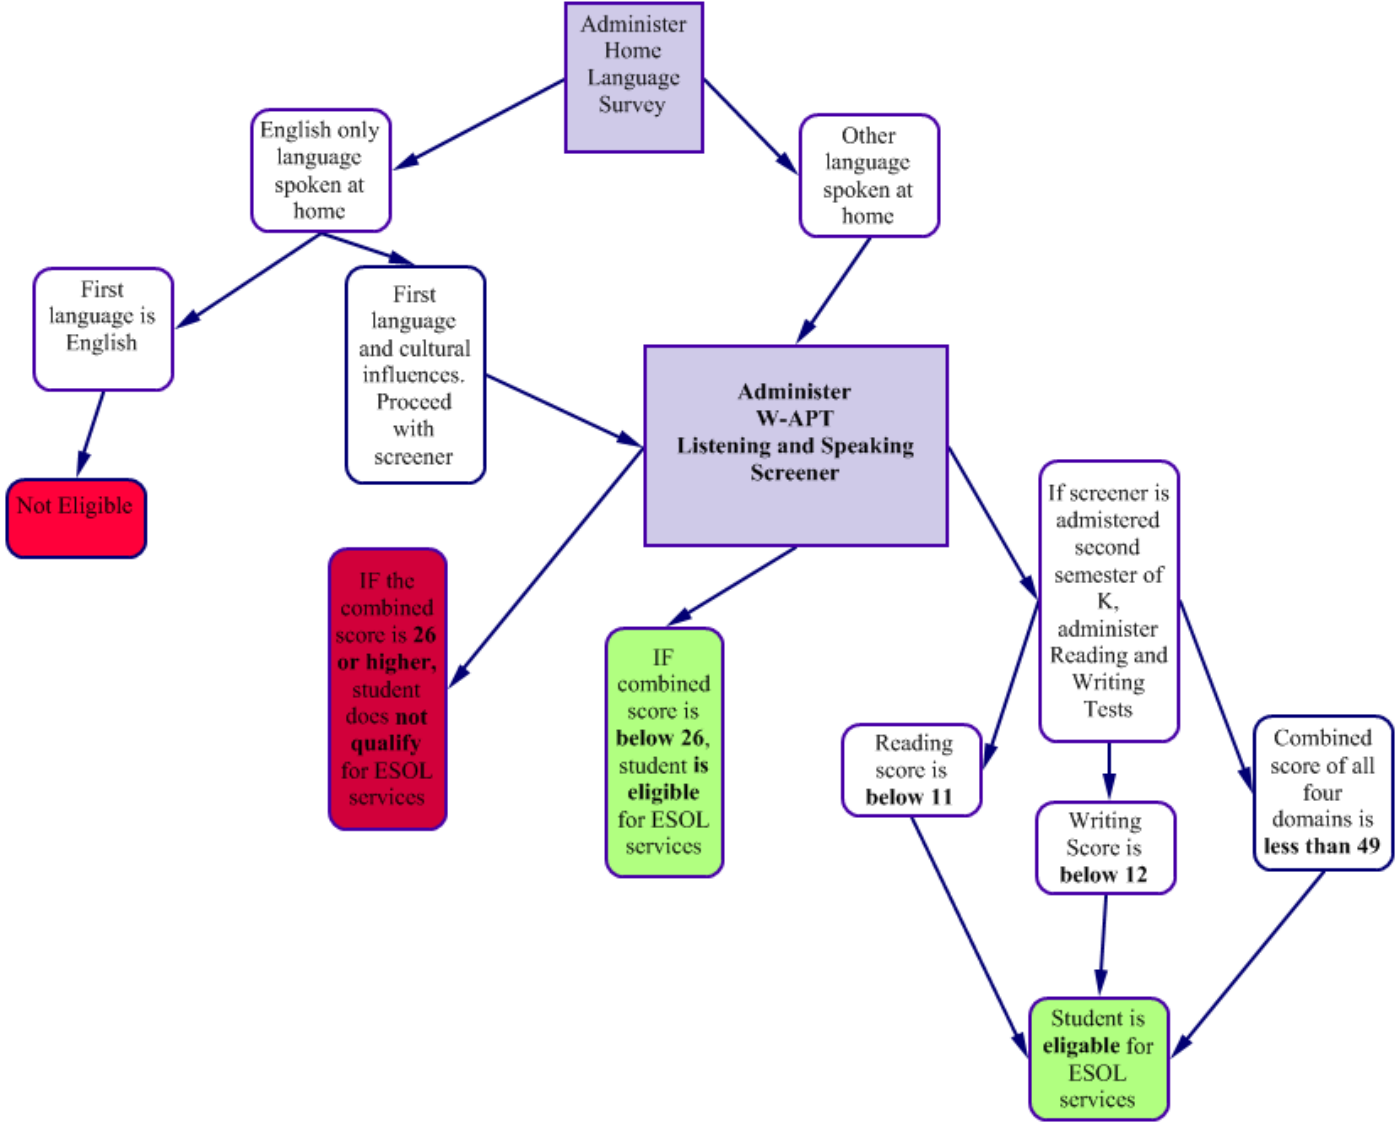 Administer
Home
Language
Survey
English only
language
spoken at
home
Other
language
spoken at
home
First
language is
English
First
language
and cultural
influences.
Proceed
with
screener
Not Eligible
Administer
W-APT
Listening and Speaking
Screener
IF the
combined
score is 26
or higher,
student
does not
qualify
for ESOL
services
IF
combined
score is
below 26,
student is
eligible
for ESOL
services
If screener is
admistered
second
semester of
K,
administer
Reading and
Writing
Tests
Reading
score is
below 11
Writing
Score is
below 12
Combined
score of all
four
domains is
less than 49
Student is
eligable for
ESOL
services